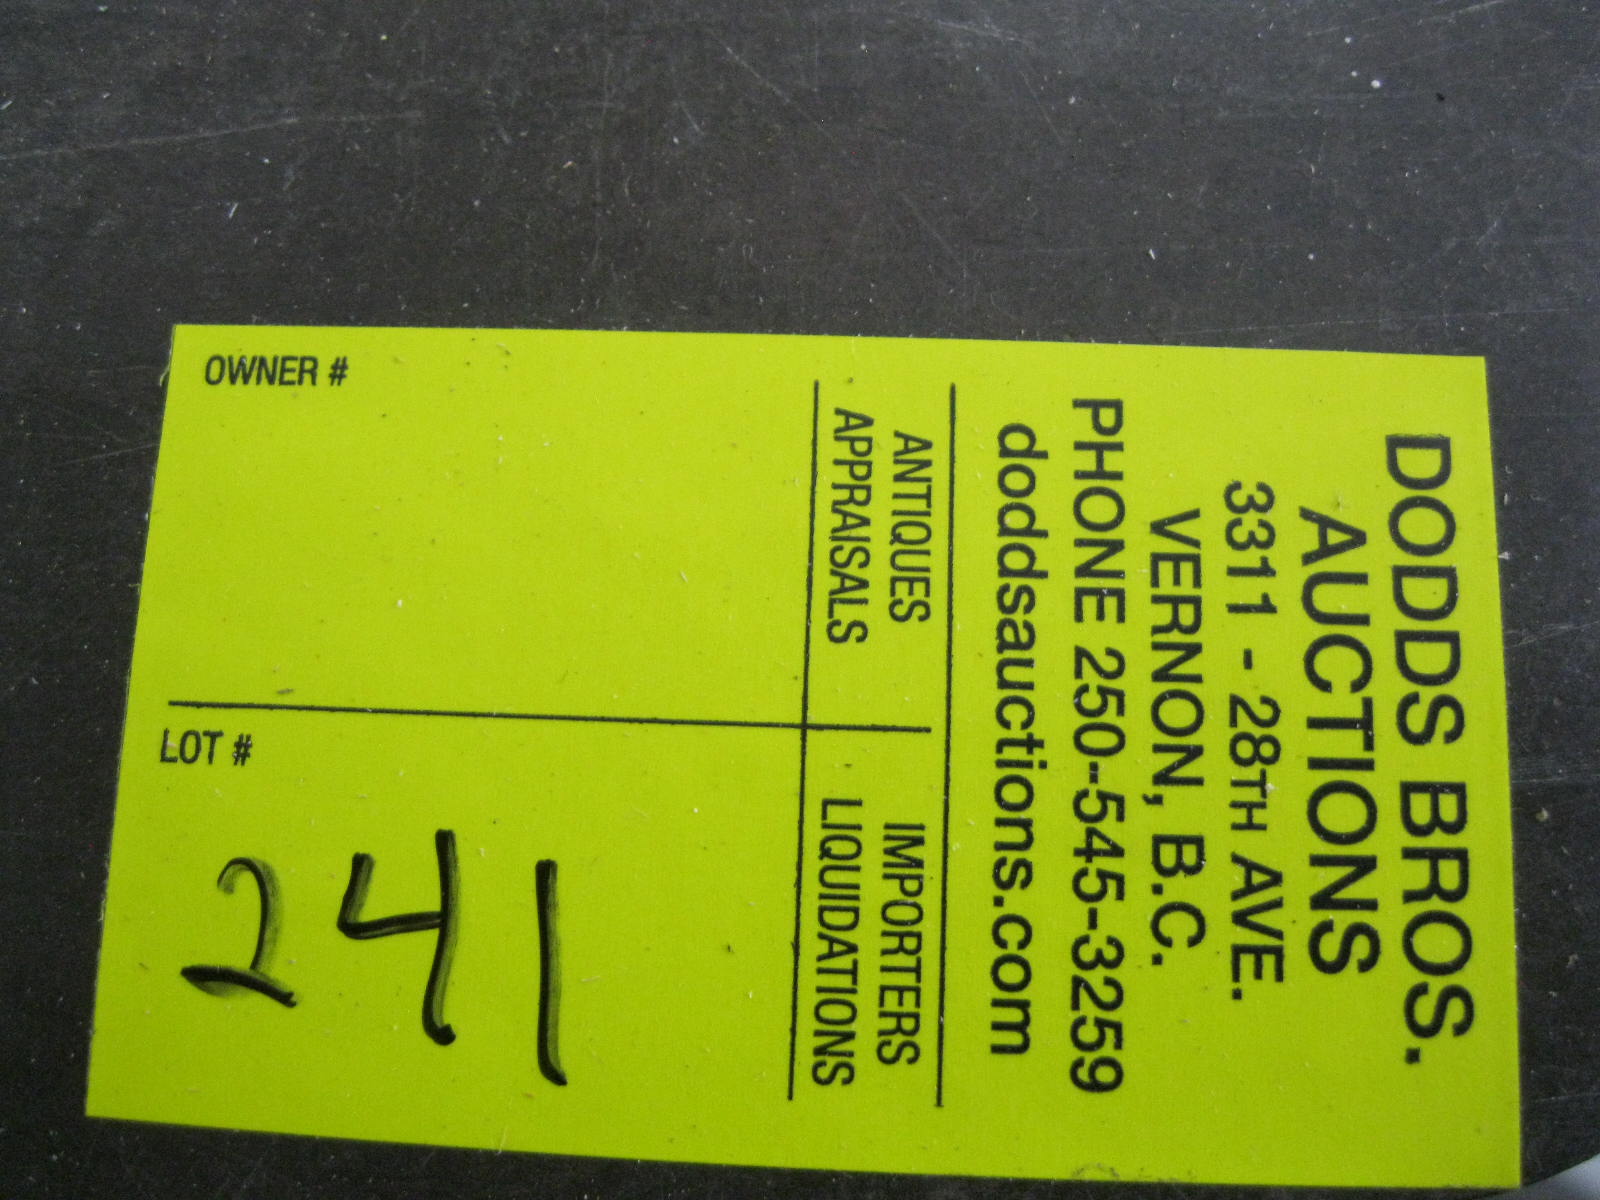 DODDS BROS.
AUCTIONS
3311 - 28TH AVE.
VERNON, B.C.
PHONE 250-545-3259
doddsauctions.com
ANTIQUES
APPRAISALS
IMPORTERS
LIQUIDATIONS
OWNER #
LOT #
241